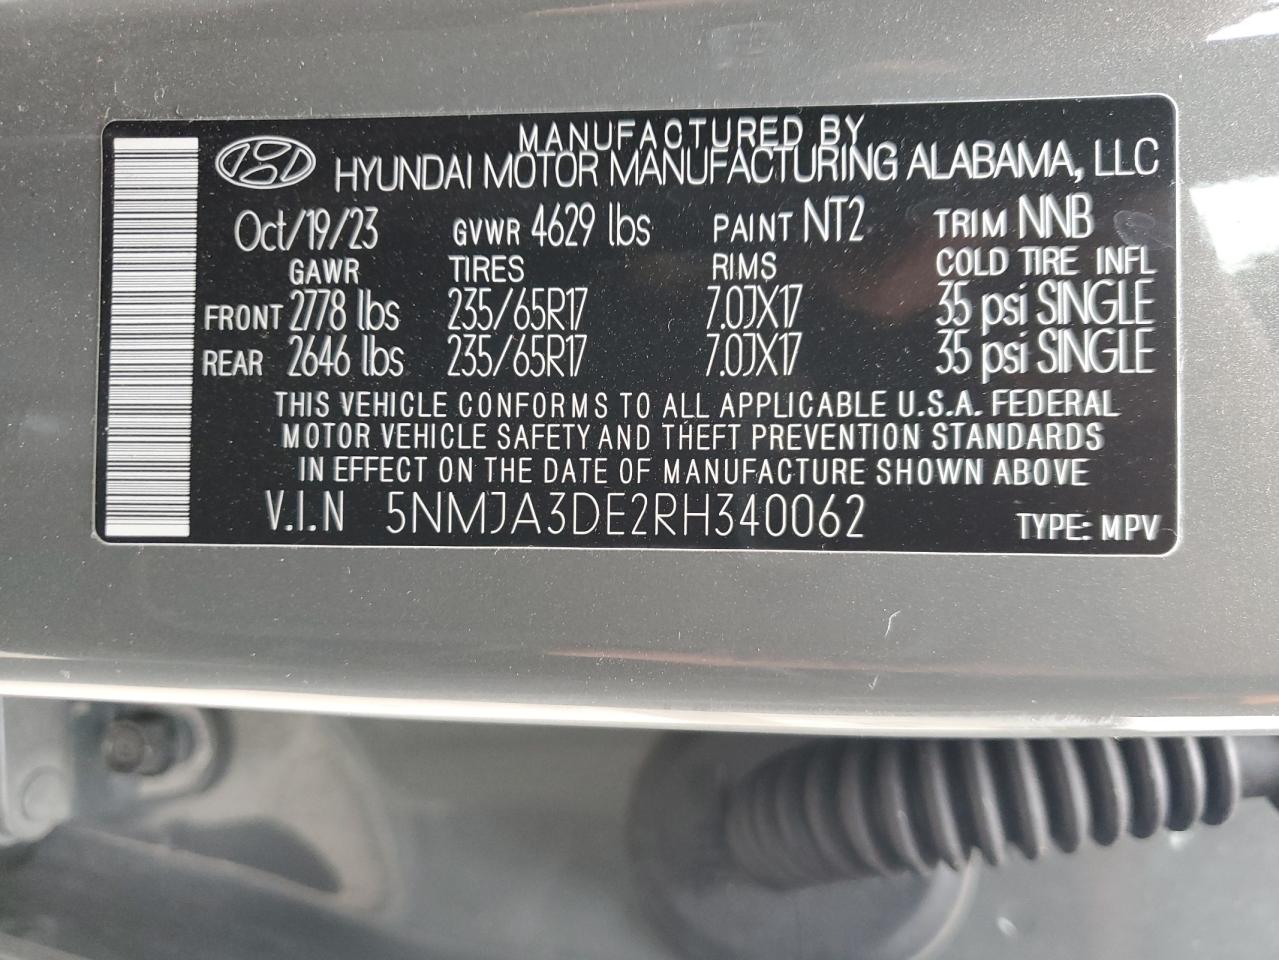 MANUFACTURED BY
HYUNDAI MOTOR MANUFACTURING ALABAMA, LLC
Oct/19/23 GVWR 4629 lbs PAINT NT2 TRIM NNB
GAWR TIRES RIMS COLD TIRE INFL
FRONT 2778 lbs 235/65R17 7.0JX17 35 psi SINGLE
REAR 2646 lbs 235/65R17 7.0JX17 35 psi SINGLE
THIS VEHICLE CONFORMS TO ALL APPLICABLE U.S.A. FEDERAL
MOTOR VEHICLE SAFETY AND THEFT PREVENTION STANDARDS
IN EFFECT ON THE DATE OF MANUFACTURE SHOWN ABOVE
V.I.N 5NMJA3DE2RH340062 TYPE: MPV